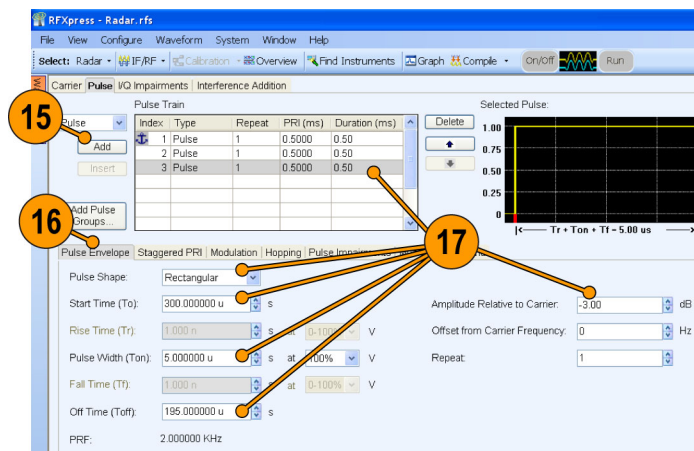 RFXpress - Radar.rfs
File View Configure Waveform System Window Help
Select: Radar IF/RF Calibration Overview Find Instruments Graph Compile On/Off Run
Carrier Pulse I/Q Impairments Interference Addition
Pulse Train
Selected Pulse:
15
Pulse
Add
Insert
Add Pulse Groups...
Index Type Repeat PRI (ms) Duration (ms)
1 Pulse 1 0.5000 0.50
2 Pulse 1 0.5000 0.50
3 Pulse 1 0.5000 0.50
Delete
1.00
0.75
0.50
0.25
0
Tr + Ton + Tf = 5.00 us
16
17
Pulse Envelope Staggered PRI Modulation Hopping Pulse Impairments
Pulse Shape: Rectangular
Start Time (To): 300.000000 u s
Amplitude Relative to Carrier: -3.00 dB
Rise Time (Tr): 1.000 n s at 0-100% V
Offset from Carrier Frequency: 0 Hz
Pulse Width (Ton): 5.000000 u s at 100% V
Repeat: 1
Fall Time (Tf): 1.000 n s at 0-100% V
Off Time (Toff): 195.000000 u s
PRF: 2.000000 KHz